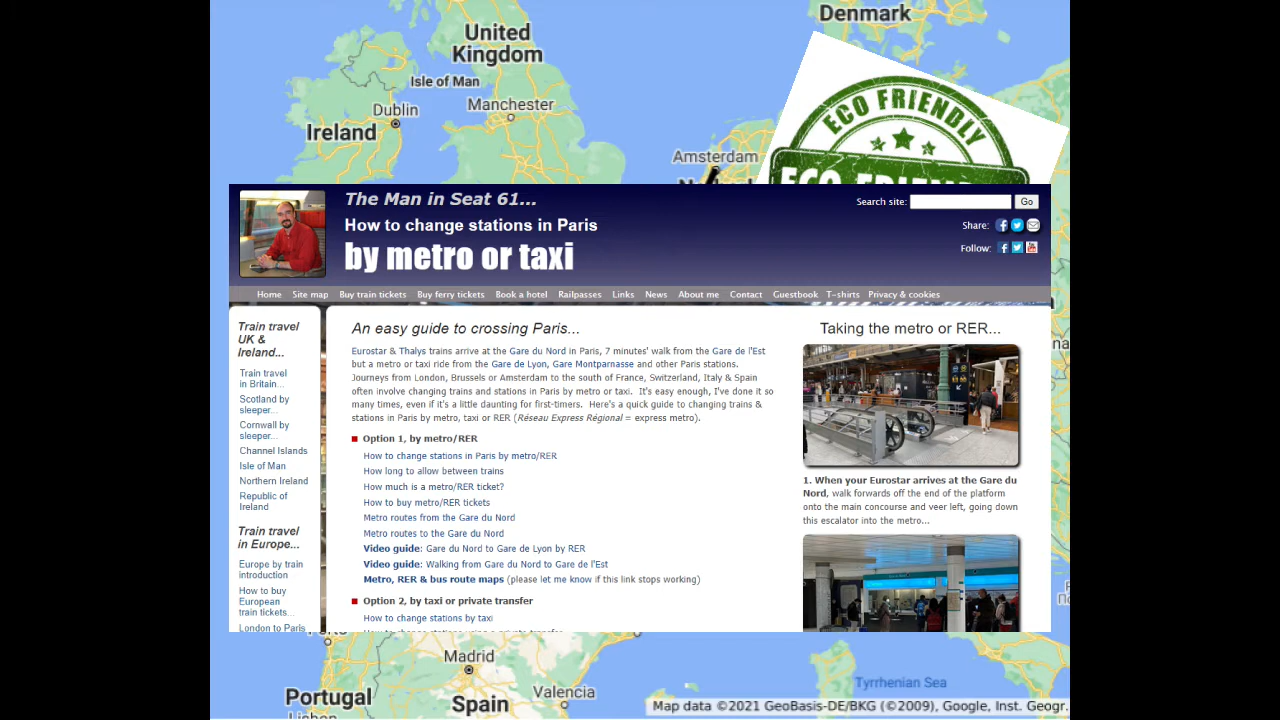 Denmark
United
Kingdom
Isle of Man
Manchester
Dublin
Ireland
Amsterdam
ECO FRIENDLY
ECO FRIENDLY
The Man in Seat 61...
How to change stations in Paris
by metro or taxi
Search site:
Go
Share:
Follow:
Home Site map Buy train tickets Buy ferry tickets Book a hotel Railpasses Links News About me Contact Guestbook T-shirts Privacy & cookies
Train travel
UK &
Ireland...
Train travel
in Britain...
Scotland by
sleeper...
Cornwall by
sleeper...
Channel Islands
Isle of Man
Northern Ireland
Republic of
Ireland
Train travel
in Europe...
Europe by train
introduction
How to buy
European
train tickets...
London to Paris
An easy guide to crossing Paris...
Eurostar & Thalys trains arrive at the Gare du Nord in Paris, 7 minutes' walk from the Gare de l'Est
but a metro or taxi ride from the Gare de Lyon, Gare Montparnasse and other Paris stations.
Journeys from London, Brussels or Amsterdam to the south of France, Switzerland, Italy & Spain
often involve changing trains and stations in Paris by metro or taxi. It's easy enough, I've done it so
many times, even if it's a little daunting for first-timers. Here's a quick guide to changing trains &
stations in Paris by metro, taxi or RER (Réseau Express Régional = express metro).
Option 1, by metro/RER
How to change stations in Paris by metro/RER
How long to allow between trains
How much is a metro/RER ticket?
How to buy metro/RER tickets
Metro routes from the Gare du Nord
Metro routes to the Gare du Nord
Video guide: Gare du Nord to Gare de Lyon by RER
Video guide: Walking from Gare du Nord to Gare de l'Est
Metro, RER & bus route maps (please let me know if this link stops working)
Option 2, by taxi or private transfer
How to change stations by taxi
Taking the metro or RER...
1. When your Eurostar arrives at the Gare du
Nord, walk forwards off the end of the platform
onto the main concourse and veer left, going down
this escalator into the metro...
Madrid
Portugal
Spain
Valencia
Tyrrhenian Sea
Map data ©2021 GeoBasis-DE/BKG (©2009), Google, Inst. Geogr.